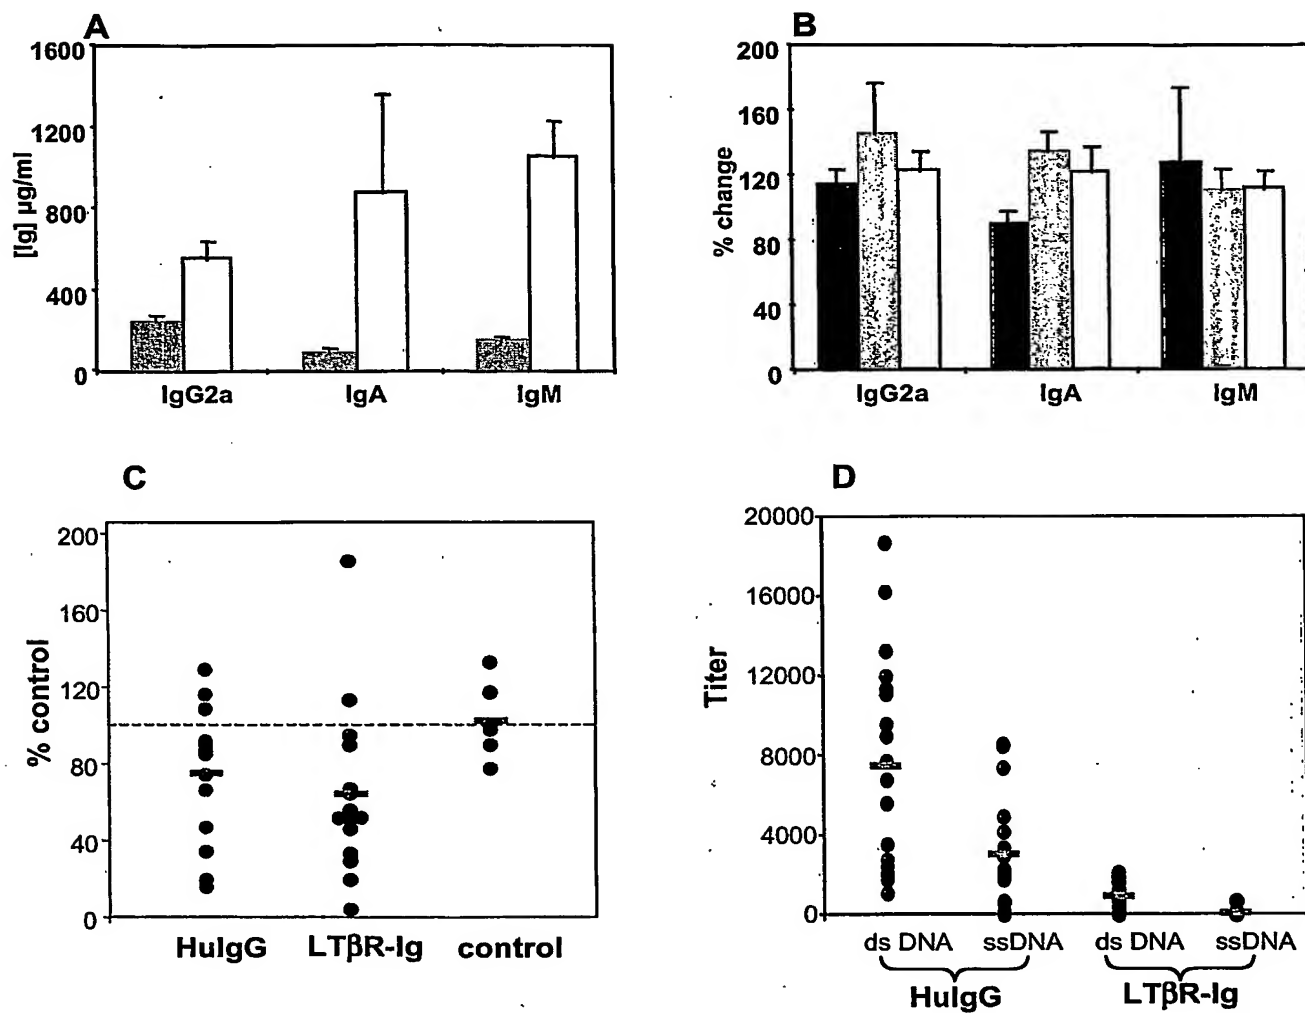 A
1600
1200
800
400
0
[Ig] µg/ml
IgG2a IgA IgM
B
200
160
120
80
40
0
% change
IgG2a IgA IgM
C
200
160
120
80
40
0
% control
HuIgG LTβR-Ig control
D
20000
16000
12000
8000
4000
0
Titer
ds DNA ssDNA ds DNA ssDNA
HuIgG LTβR-Ig